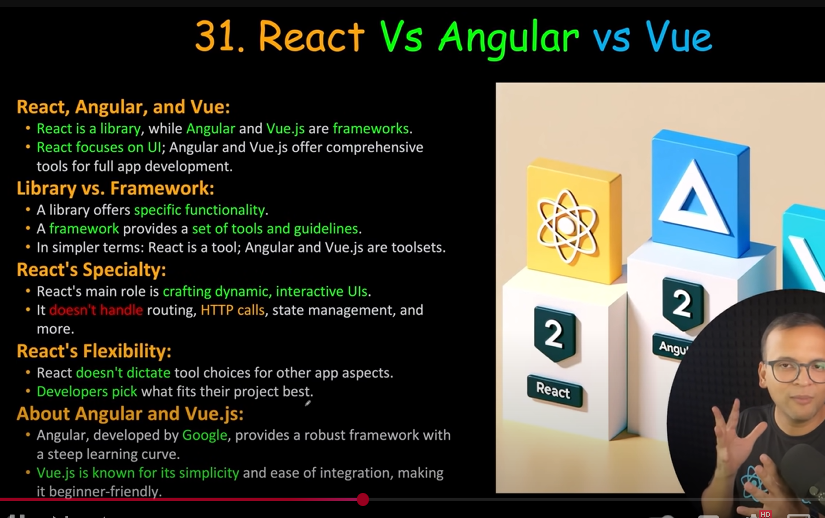 31. React Vs Angular vs Vue
React, Angular, and Vue:
• React is a library, while Angular and Vue.js are frameworks.
• React focuses on UI; Angular and Vue.js offer comprehensive
tools for full app development.
Library vs. Framework:
• A library offers specific functionality.
• A framework provides a set of tools and guidelines.
• In simpler terms: React is a tool; Angular and Vue.js are toolsets.
React's Specialty:
• React's main role is crafting dynamic, interactive UIs.
• It doesn't handle routing, HTTP calls, state management, and
more.
React's Flexibility:
• React doesn't dictate tool choices for other app aspects.
• Developers pick what fits their project best.
About Angular and Vue.js:
• Angular, developed by Google, provides a robust framework with
a steep learning curve.
• Vue.js is known for its simplicity and ease of integration, making
it beginner-friendly.
2
React
2
Angu
HD